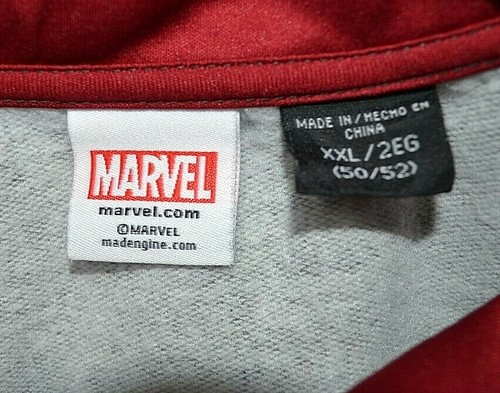 MARVEL
marvel.com
©MARVEL
madengine.com
MADE IN / HECHO EN
CHINA
XXL / 2EG
(50/52)